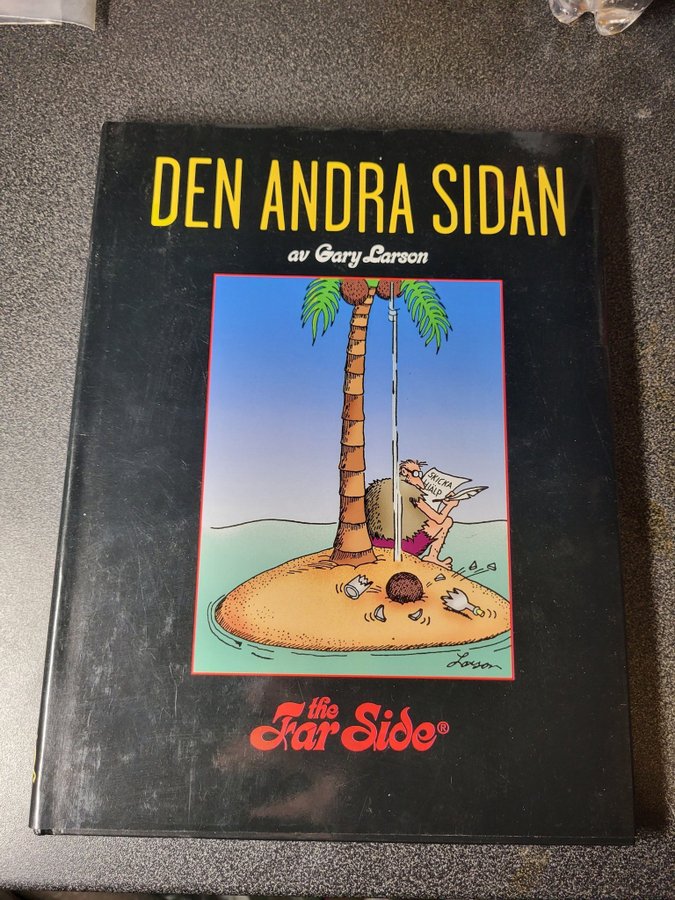 DEN ANDRA SIDAN
av Gary Larson
SKICKA
HJÄLP
Larson
the
Far Side®